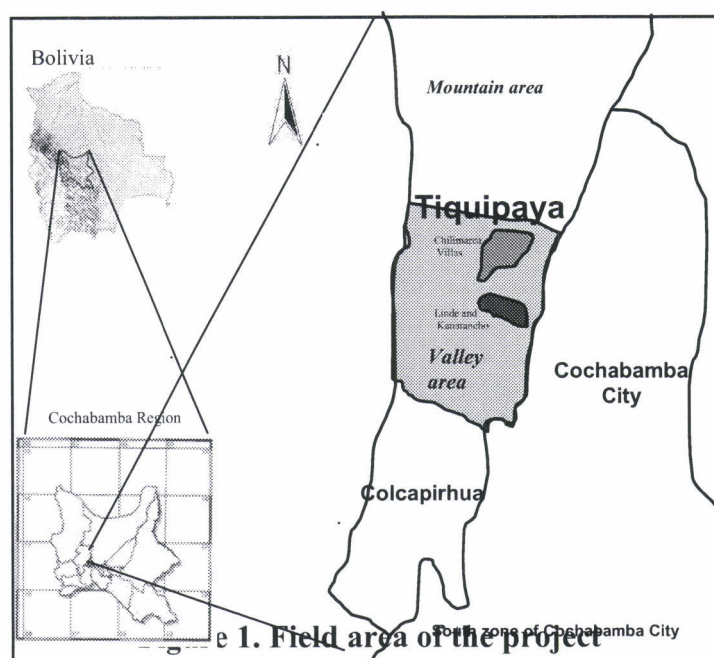 Bolivia
N
Mountain area
Tiquipaya
Chilimarca
Villas
Linde and
Valley
area
Cochabamba
City
Cochabamba Region
Colcapirhua
South zone of Cochabamba City
e 1. Field area of the project